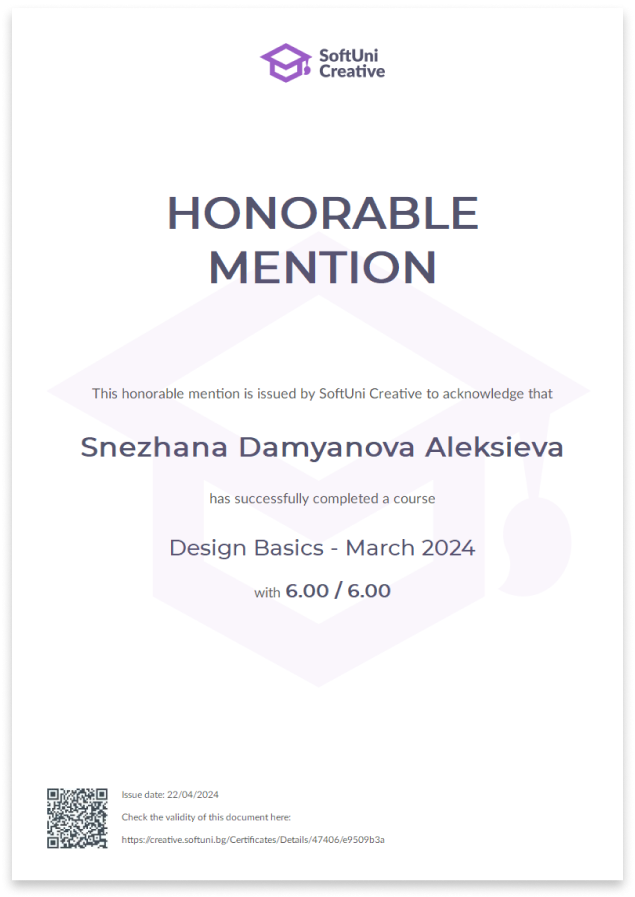 SoftUni
Creative
HONORABLE
MENTION
This honorable mention is issued by SoftUni Creative to acknowledge that
Snezhana Damyanova Aleksieva
has successfully completed a course
Design Basics - March 2024
with 6.00 / 6.00
Issue date: 22/04/2024
Check the validity of this document here:
https://creative.softuni.bg/Certificates/Details/47406/e9509b3a